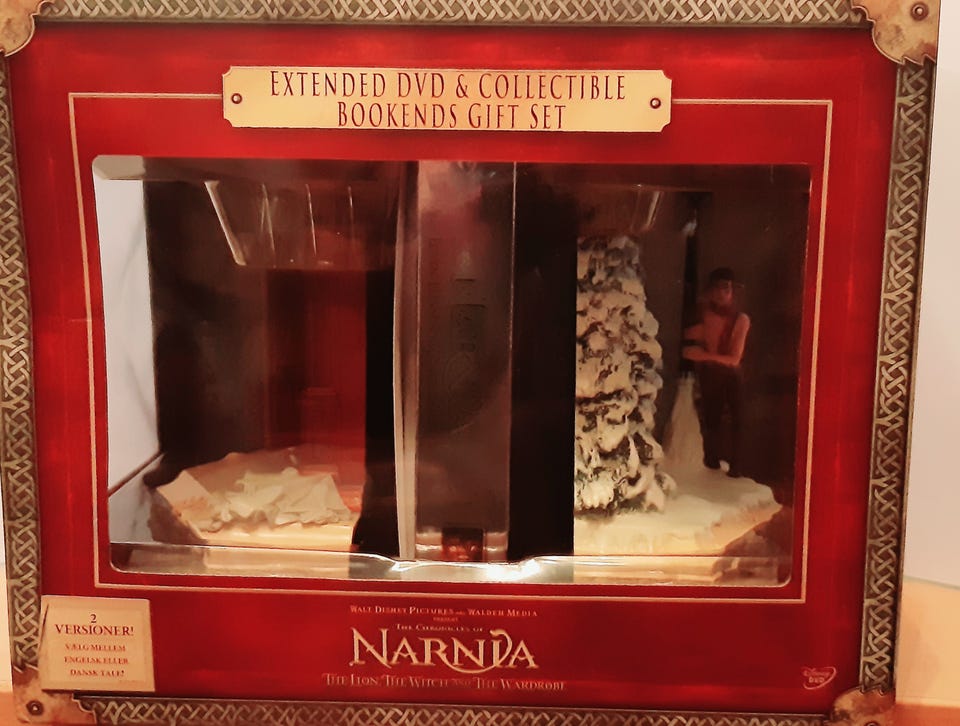 EXTENDED DVD & COLLECTIBLE
BOOKENDS GIFT SET
2
VERSIONER!
VÆLG MELLEM
ENGELSK ELLER
DANSK TALE!
WALT DISNEY PICTURES AND WALDEN MEDIA
PRESENT
THE CHRONICLES OF
NARNIA
THE LION, THE WITCH AND THE WARDROBE
Disney
DVD